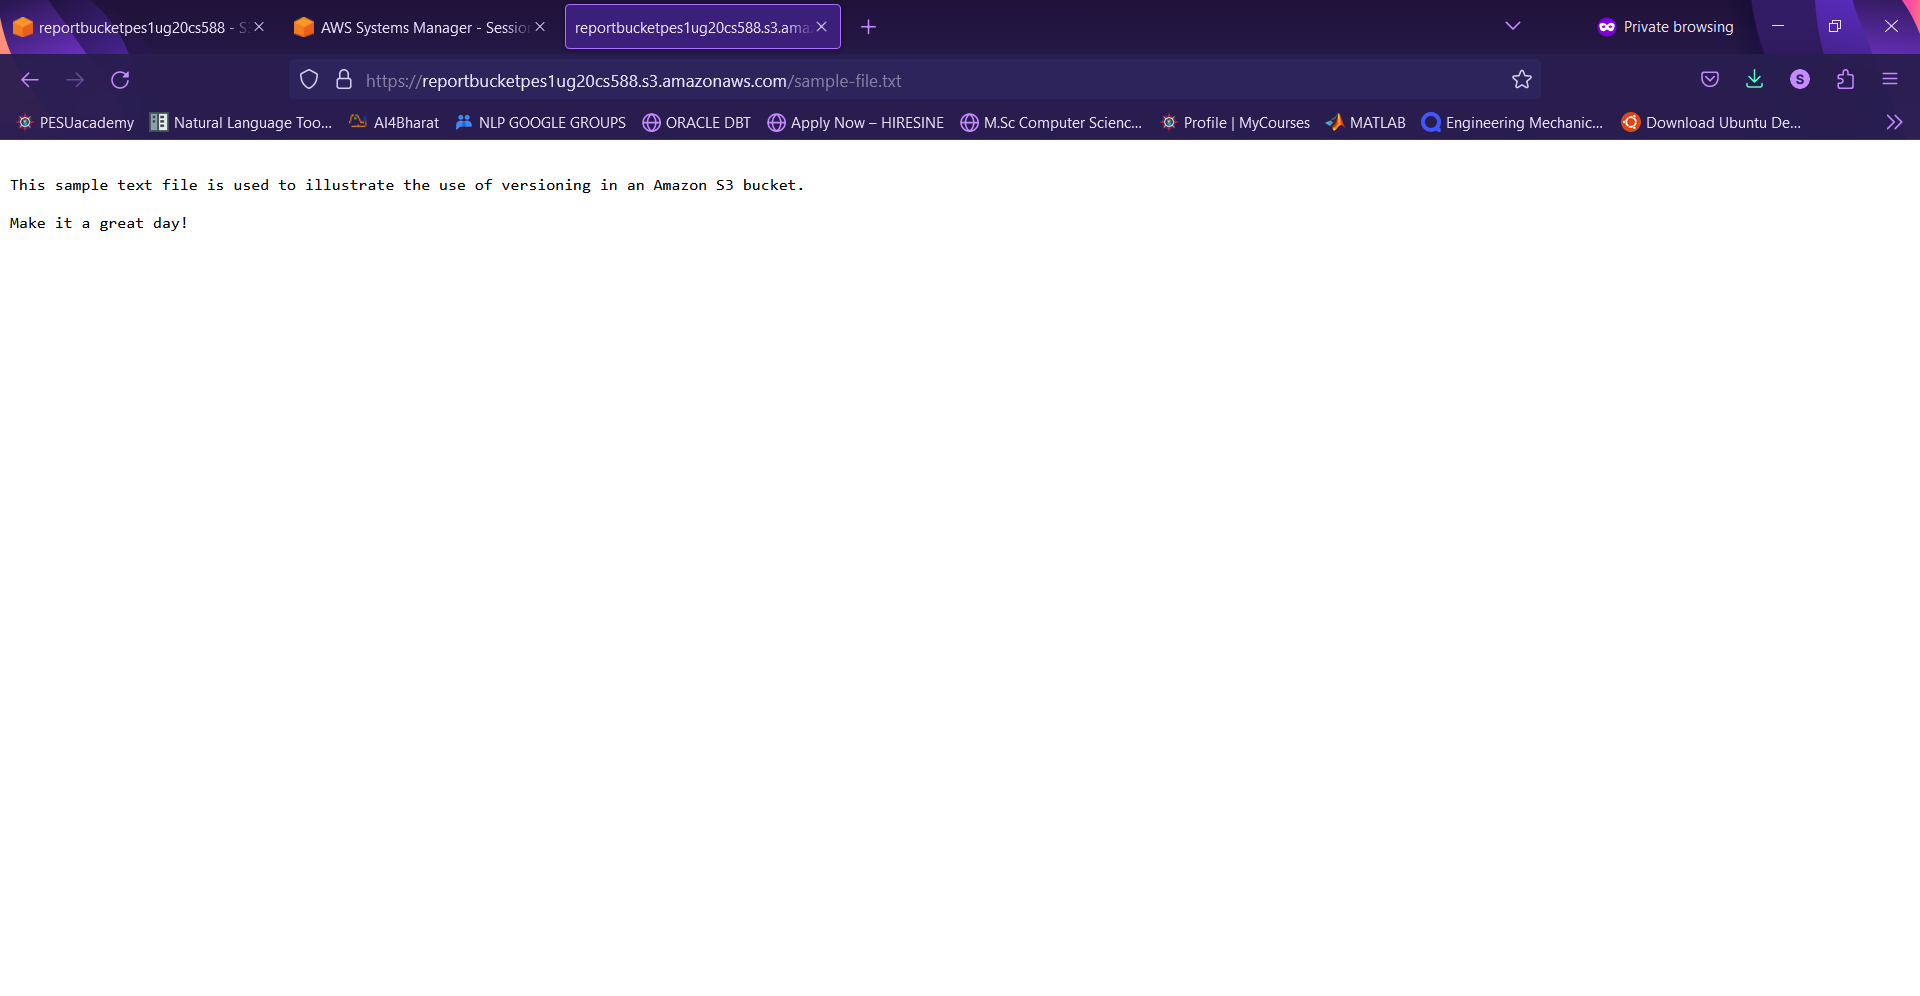 reportbucketpes1ug20cs588 - S
AWS Systems Manager - Session
reportbucketpes1ug20cs588.s3.ama
Private browsing
https://reportbucketpes1ug20cs588.s3.amazonaws.com/sample-file.txt
S
PESUacademy
Natural Language Too...
AI4Bharat
NLP GOOGLE GROUPS
ORACLE DBT
Apply Now – HIRESINE
M.Sc Computer Scienc...
Profile | MyCourses
MATLAB
Engineering Mechanic...
Download Ubuntu De...
This sample text file is used to illustrate the use of versioning in an Amazon S3 bucket.
Make it a great day!